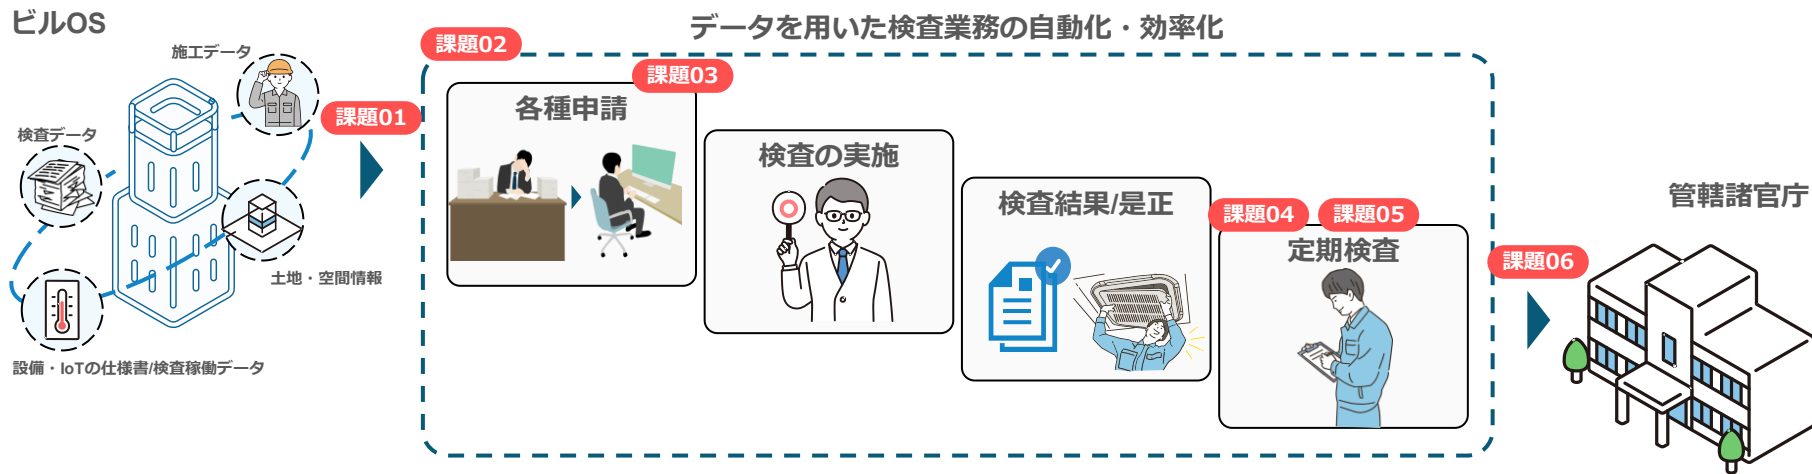 ビルOS
施工データ
検査データ
土地・空間情報
設備・IoTの仕様書/検査稼働データ
課題01
データを用いた検査業務の自動化・効率化
課題02
課題03
各種申請
検査の実施
検査結果/是正
課題04
課題05
定期検査
課題06
管轄諸官庁